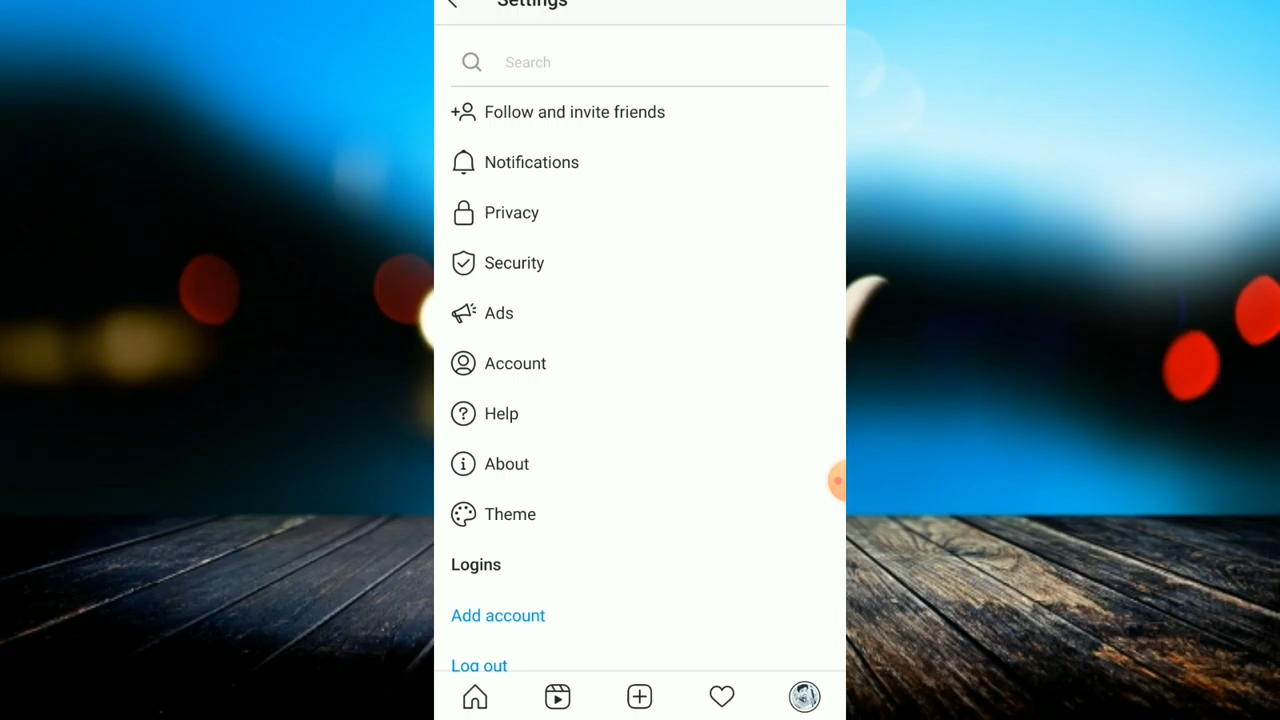 Settings
Search
Follow and invite friends
Notifications
Privacy
Security
Ads
Account
Help
About
Theme
Logins
Add account
Log out